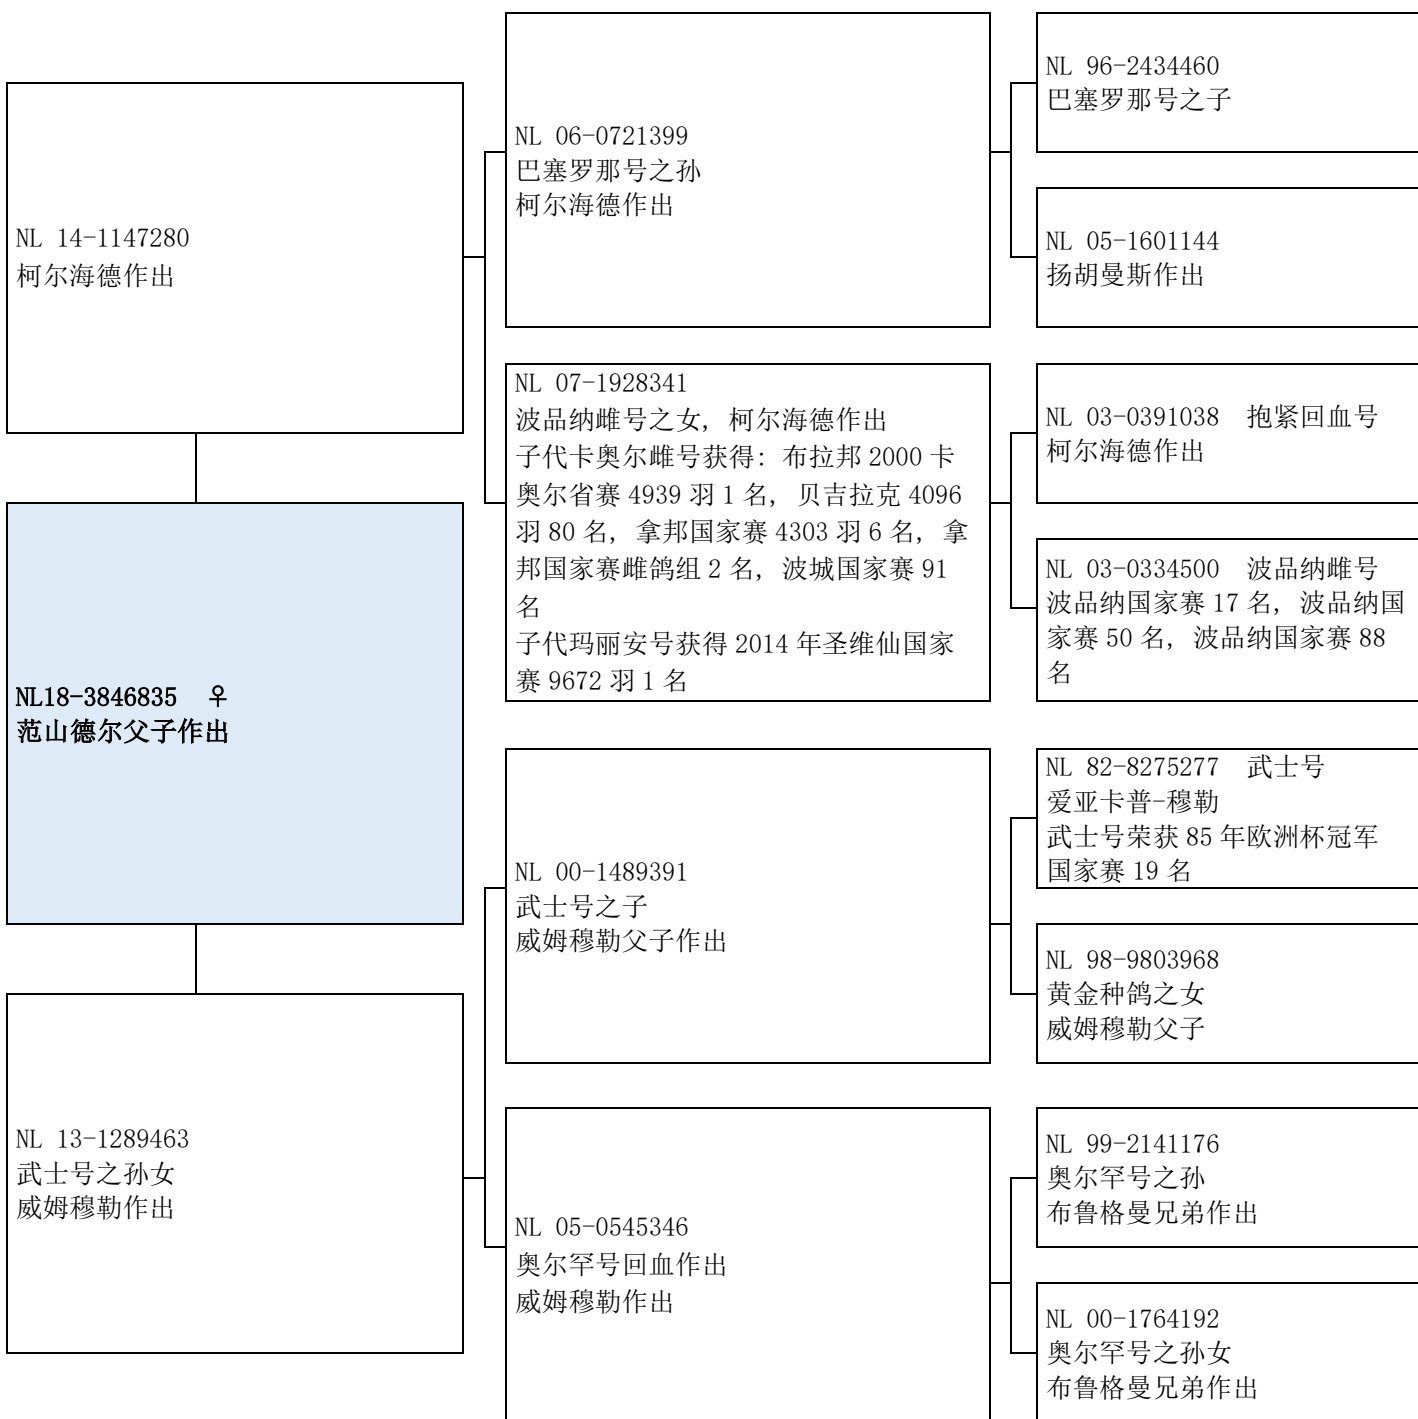 NL 14-1147280
柯尔海德作出
NL18-3846835 ♀
范山德尔父子作出
NL 13-1289463
武士号之孙女
威姆穆勒作出
NL 06-0721399
巴塞罗那号之孙
柯尔海德作出
NL 07-1928341
波品纳雌号之女, 柯尔海德作出
子代卡奥尔雌号获得: 布拉邦 2000 卡
奥尔省赛 4939 羽 1 名, 贝吉拉克 4096
羽 80 名, 拿邦国家赛 4303 羽 6 名, 拿
邦国家赛雌鸽组 2 名, 波城国家赛 91
名
子代玛丽安号获得 2014 年圣维仙国家
赛 9672 羽 1 名
NL 00-1489391
武士号之子
威姆穆勒父子作出
NL 05-0545346
奥尔罕号回血作出
威姆穆勒作出
NL 96-2434460
巴塞罗那号之子
NL 05-1601144
扬胡曼斯作出
NL 03-0391038 抱紧回血号
柯尔海德作出
NL 03-0334500 波品纳雌号
波品纳国家赛 17 名, 波品纳国
家赛 50 名, 波品纳国家赛 88
名
NL 82-8275277 武士号
爱亚卡普-穆勒
武士号荣获 85 年欧洲杯冠军
国家赛 19 名
NL 98-9803968
黄金种鸽之女
威姆穆勒父子
NL 99-2141176
奥尔罕号之孙
布鲁格曼兄弟作出
NL 00-1764192
奥尔罕号之孙女
布鲁格曼兄弟作出